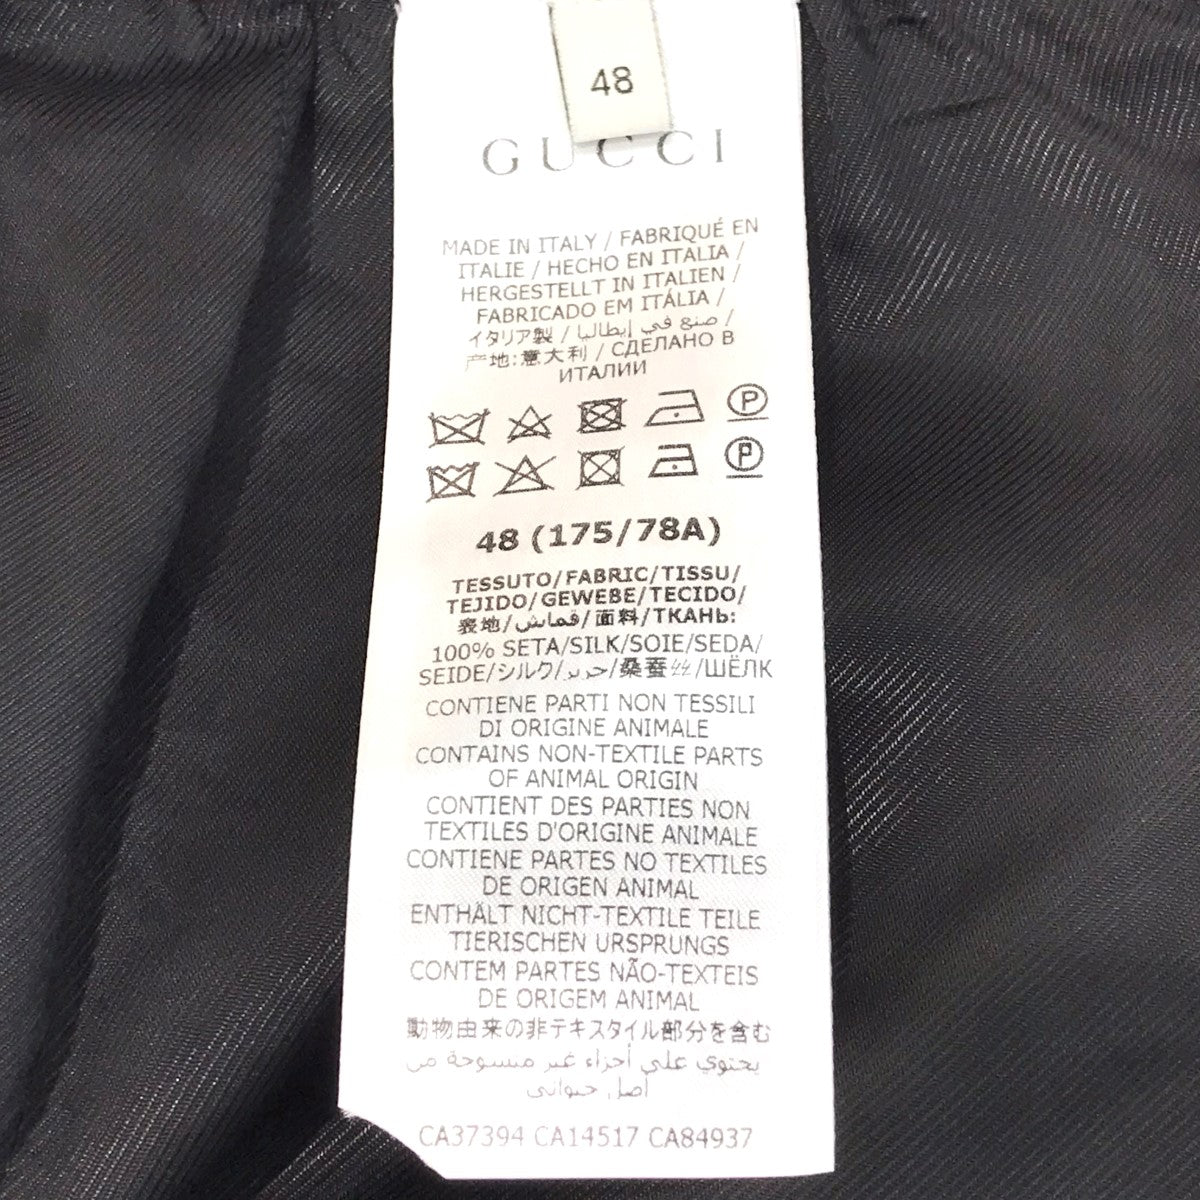 48
GUCCI
MADE IN ITALY / FABRIQUÉ EN
ITALIE / HECHO EN ITALIA /
HERGESTELLT IN ITALIEN /
FABRICADO EM ITÁLIA /
イタリア製 / صنع في إيطاليا /
产地:意大利 / СДЕЛАНО В
ИТАЛИИ
P
P
48 (175/78A)
TESSUTO/FABRIC/TISSU/
TEJIDO/GEWEBE/TECIDO/
表地/قماش/面料/ТКАНЬ:
100% SETA/SILK/SOIE/SEDA/
SEIDE/シルク/حرير/桑蚕丝/ШЁЛК
CONTIENE PARTI NON TESSILI
DI ORIGINE ANIMALE
CONTAINS NON-TEXTILE PARTS
OF ANIMAL ORIGIN
CONTIENT DES PARTIES NON
TEXTILES D'ORIGINE ANIMALE
CONTIENE PARTES NO TEXTILES
DE ORIGEN ANIMAL
ENTHÄLT NICHT-TEXTILE TEILE
TIERISCHEN URSPRUNGS
CONTEM PARTES NÃO-TEXTEIS
DE ORIGEM ANIMAL
動物由来の非テキスタイル部分を含む
يحتوي على أجزاء غير منسوجة من
أصل حيواني
CA37394 CA14517 CA84937